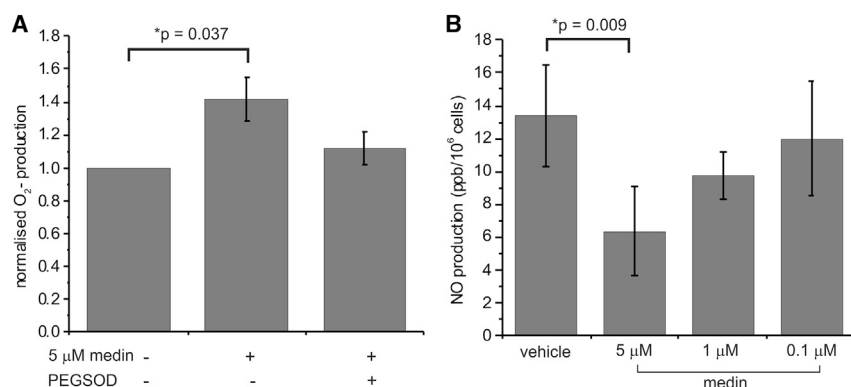 A
*p = 0.037
normalised O₂- production
1.8
1.6
1.4
1.2
1.0
0.8
0.6
0.4
0.2
0.0
5 μM medin - + +
PEGSOD - - +
B
*p = 0.009
NO production (ppb/10⁶ cells)
18
16
14
12
10
8
6
4
2
0
vehicle 5 μM 1 μM 0.1 μM
medin